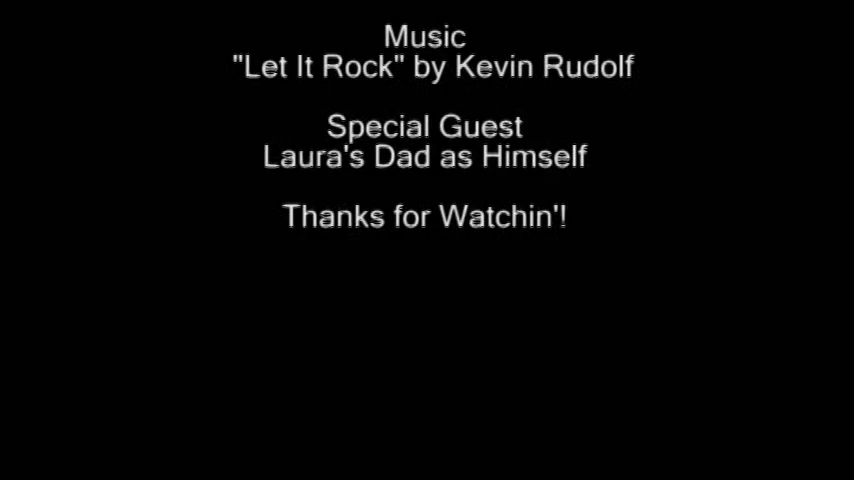 Music
"Let It Rock" by Kevin Rudolf
Special Guest
Laura's Dad as Himself
Thanks for Watchin'!